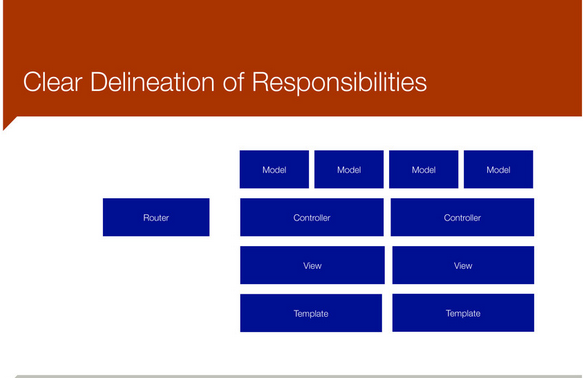 Clear Delineation of Responsibilities
Model Model Model Model
Router Controller Controller
View View
Template Template